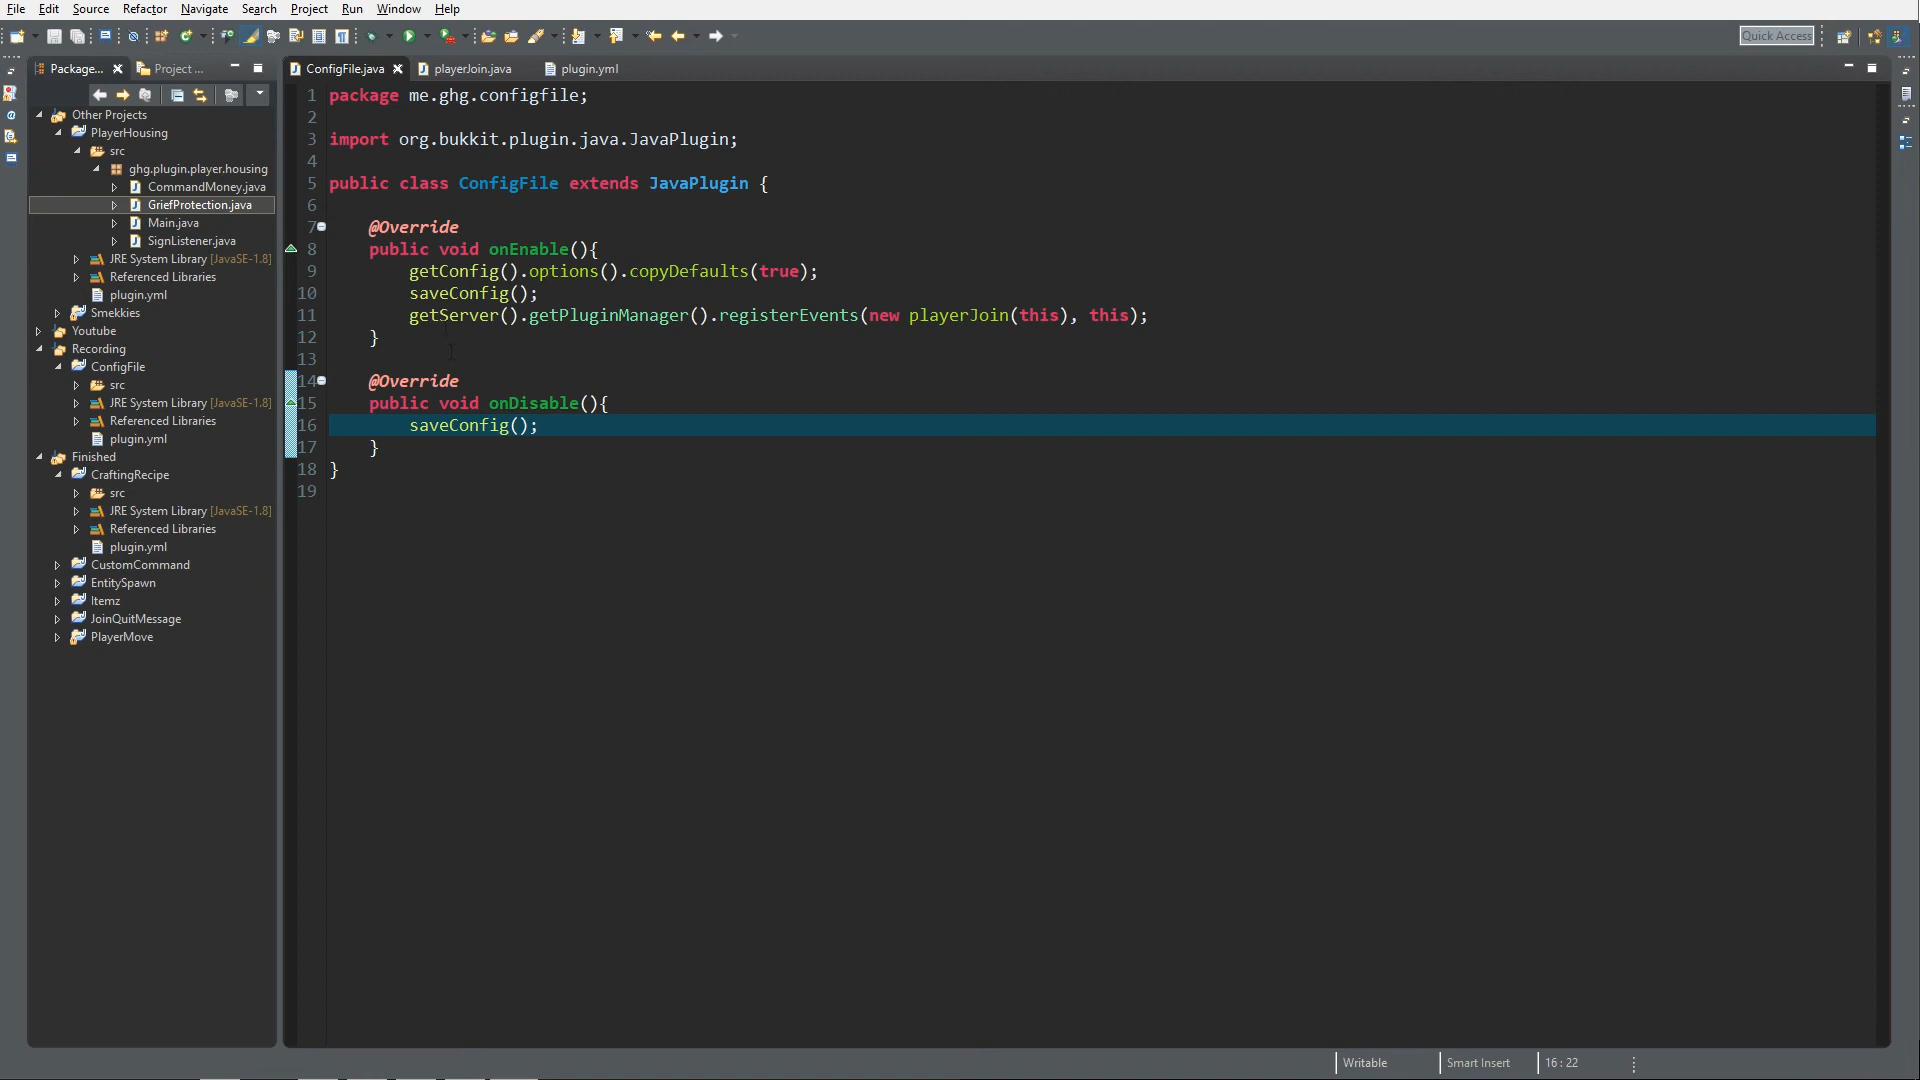 File Edit Source Refactor Navigate Search Project Run Window Help
Quick Access
Package... Project ...
ConfigFile.java playerJoin.java plugin.yml
Other Projects
PlayerHousing
src
ghg.plugin.player.housing
CommandMoney.java
GriefProtection.java
Main.java
SignListener.java
JRE System Library [JavaSE-1.8]
Referenced Libraries
plugin.yml
Smekkies
Youtube
Recording
ConfigFile
src
JRE System Library [JavaSE-1.8]
Referenced Libraries
plugin.yml
Finished
CraftingRecipe
src
JRE System Library [JavaSE-1.8]
Referenced Libraries
plugin.yml
CustomCommand
EntitySpawn
Itemz
JoinQuitMessage
PlayerMove
1 package me.ghg.configfile;
2
3 import org.bukkit.plugin.java.JavaPlugin;
4
5 public class ConfigFile extends JavaPlugin {
6
7 @Override
8 public void onEnable(){
9 getConfig().options().copyDefaults(true);
10 saveConfig();
11 getServer().getPluginManager().registerEvents(new playerJoin(this), this);
12 }
13
14 @Override
15 public void onDisable(){
16 saveConfig();
17 }
18 }
19
Writable Smart Insert 16 : 22